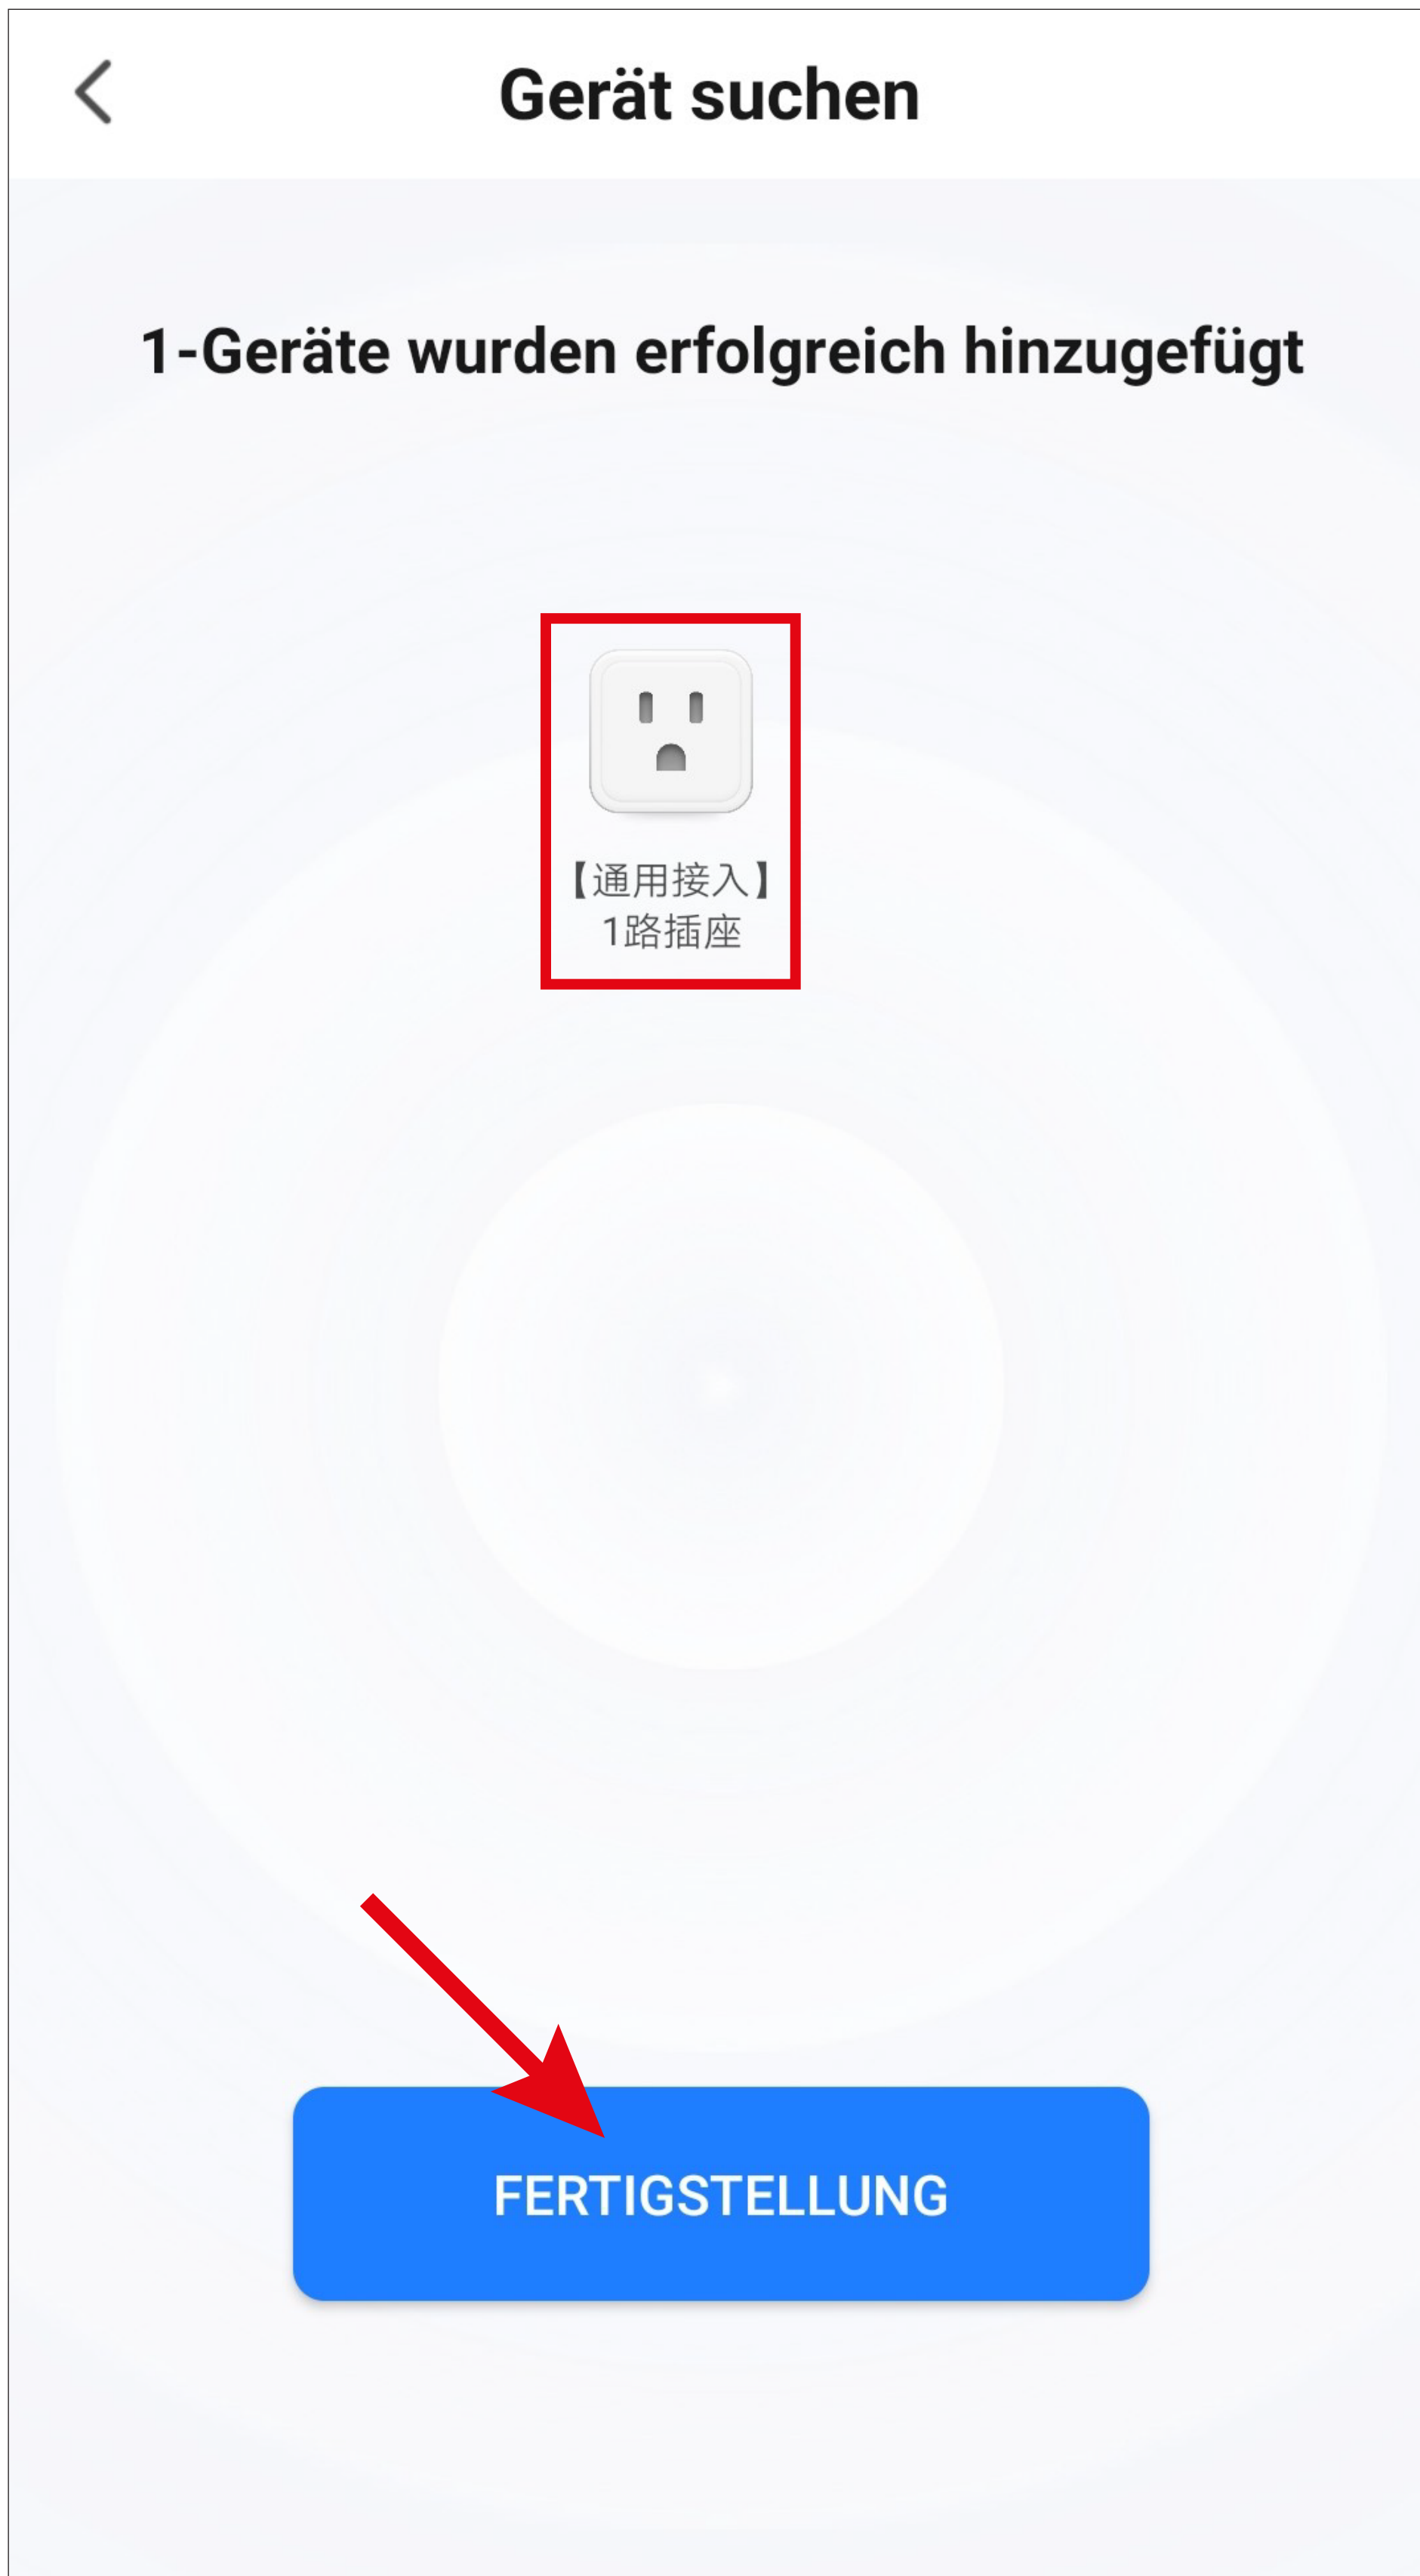 Gerät suchen
1-Geräte wurden erfolgreich hinzugefügt
【通用接入】
1路插座
FERTIGSTELLUNG